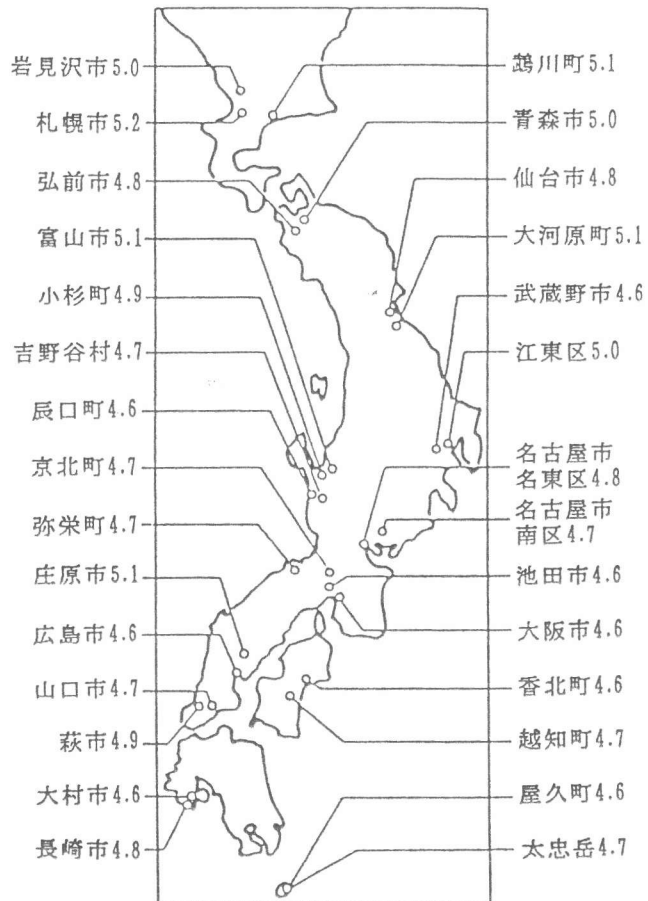 岩見沢市5.0
札幌市5.2
弘前市4.8
富山市5.1
小杉町4.9
吉野谷村4.7
辰口町4.6
京北町4.7
弥栄町4.7
庄原市5.1
広島市4.6
山口市4.7
萩市4.9
大村市4.6
長崎市4.8
鵡川町5.1
青森市5.0
仙台市4.8
大河原町5.1
武蔵野市4.6
江東区5.0
名古屋市
名東区4.8
名古屋市
南区4.7
池田市4.6
大阪市4.6
香北町4.6
越知町4.7
屋久町4.6
太忠岳4.7